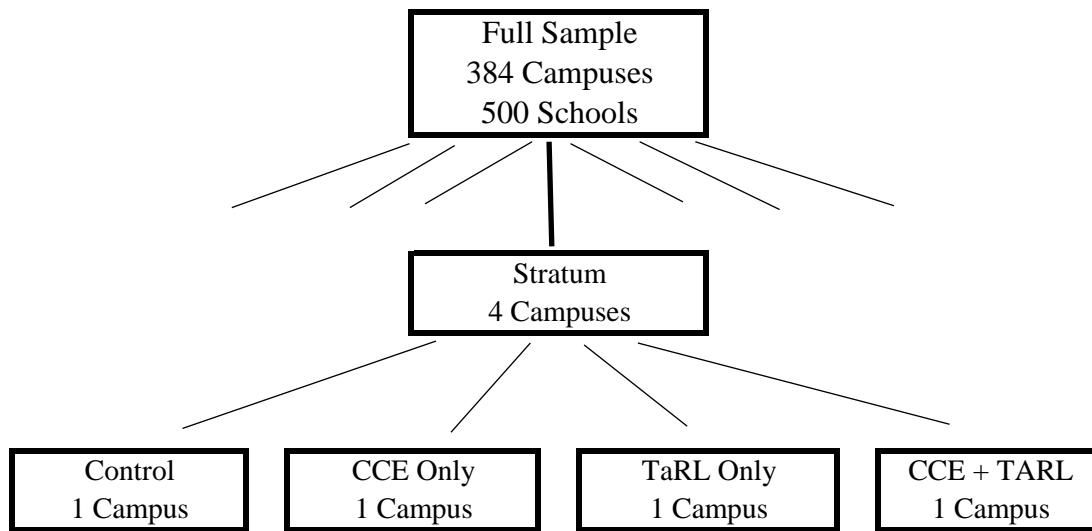 Full Sample
384 Campuses
500 Schools
Stratum
4 Campuses
Control
1 Campus
CCE Only
1 Campus
TaRL Only
1 Campus
CCE + TARL
1 Campus